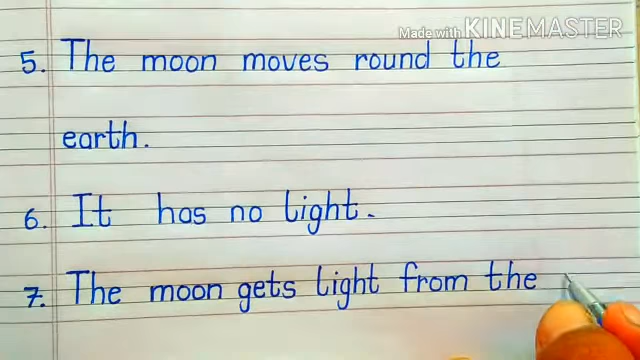 Made with KINEMASTER
5. The moon moves round the
earth.
6. It has no light.
7. The moon gets light from the